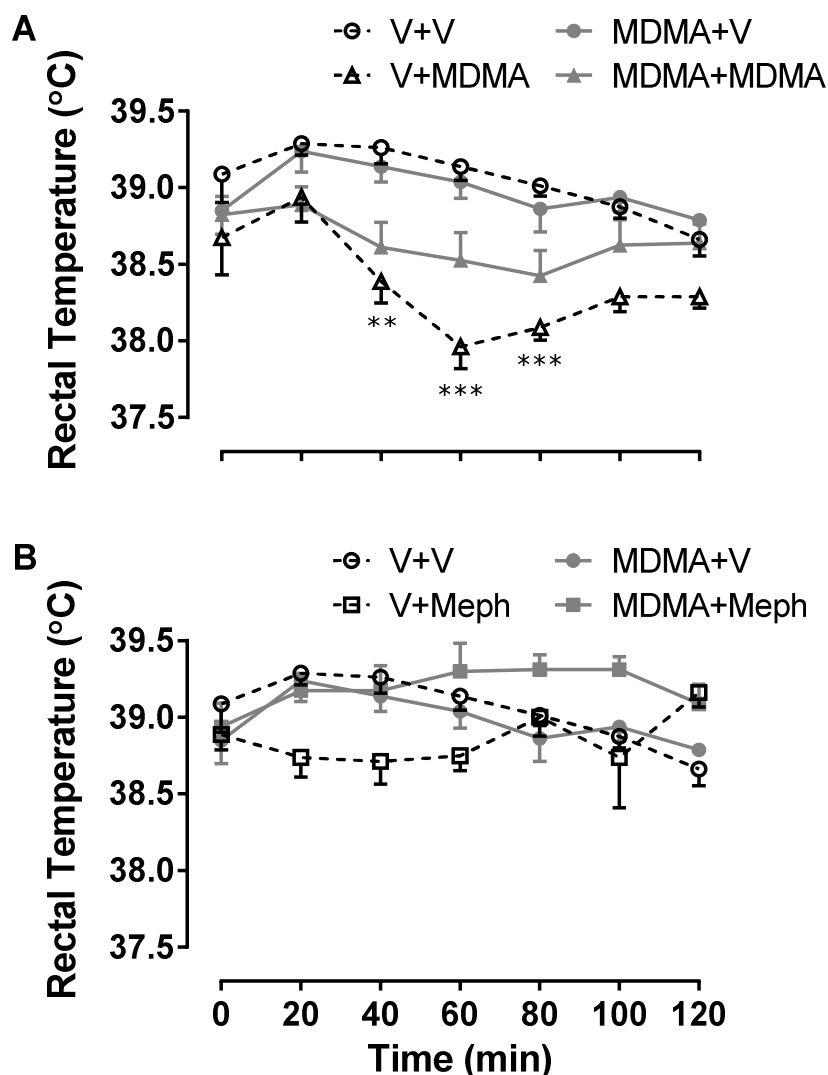 A
V+V
MDMA+V
V+MDMA
MDMA+MDMA
Rectal Temperature (°C)
39.5
39.0
38.5
38.0
37.5
**
***
***
B
V+V
MDMA+V
V+Meph
MDMA+Meph
Rectal Temperature (°C)
39.5
39.0
38.5
38.0
37.5
0 20 40 60 80 100 120
Time (min)